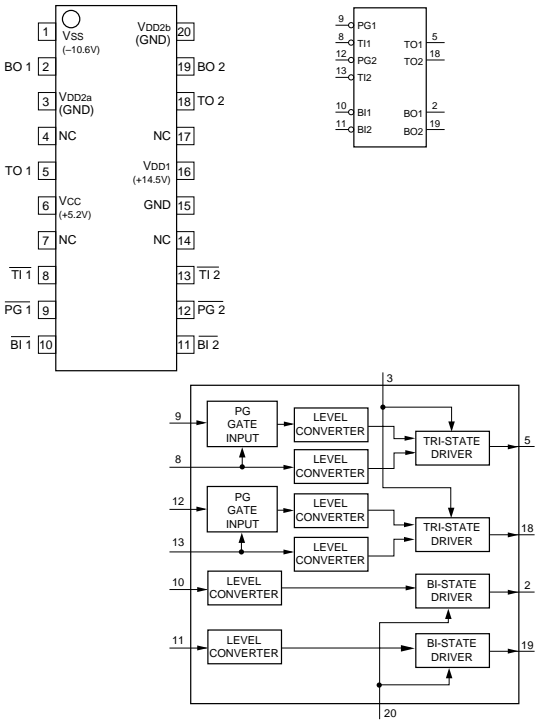 1 VSS (–10.6V)
VDD2b (GND) 20
BO 1 2
19 BO 2
3 VDD2a (GND)
18 TO 2
4 NC
NC 17
TO 1 5
VDD1 (+14.5V) 16
6 VCC (+5.2V)
GND 15
7 NC
NC 14
TI 1 8
13 TI 2
PG 1 9
12 PG 2
BI 1 10
11 BI 2
9 PG1
8 TI1
TO1 5
12 PG2
TO2 18
13 TI2
10 BI1
BO1 2
11 BI2
BO2 19
3
9
PG
GATE
INPUT
LEVEL
CONVERTER
TRI-STATE
DRIVER
5
8
LEVEL
CONVERTER
12
PG
GATE
INPUT
LEVEL
CONVERTER
TRI-STATE
DRIVER
18
13
LEVEL
CONVERTER
10
LEVEL
CONVERTER
BI-STATE
DRIVER
2
11
LEVEL
CONVERTER
BI-STATE
DRIVER
19
20